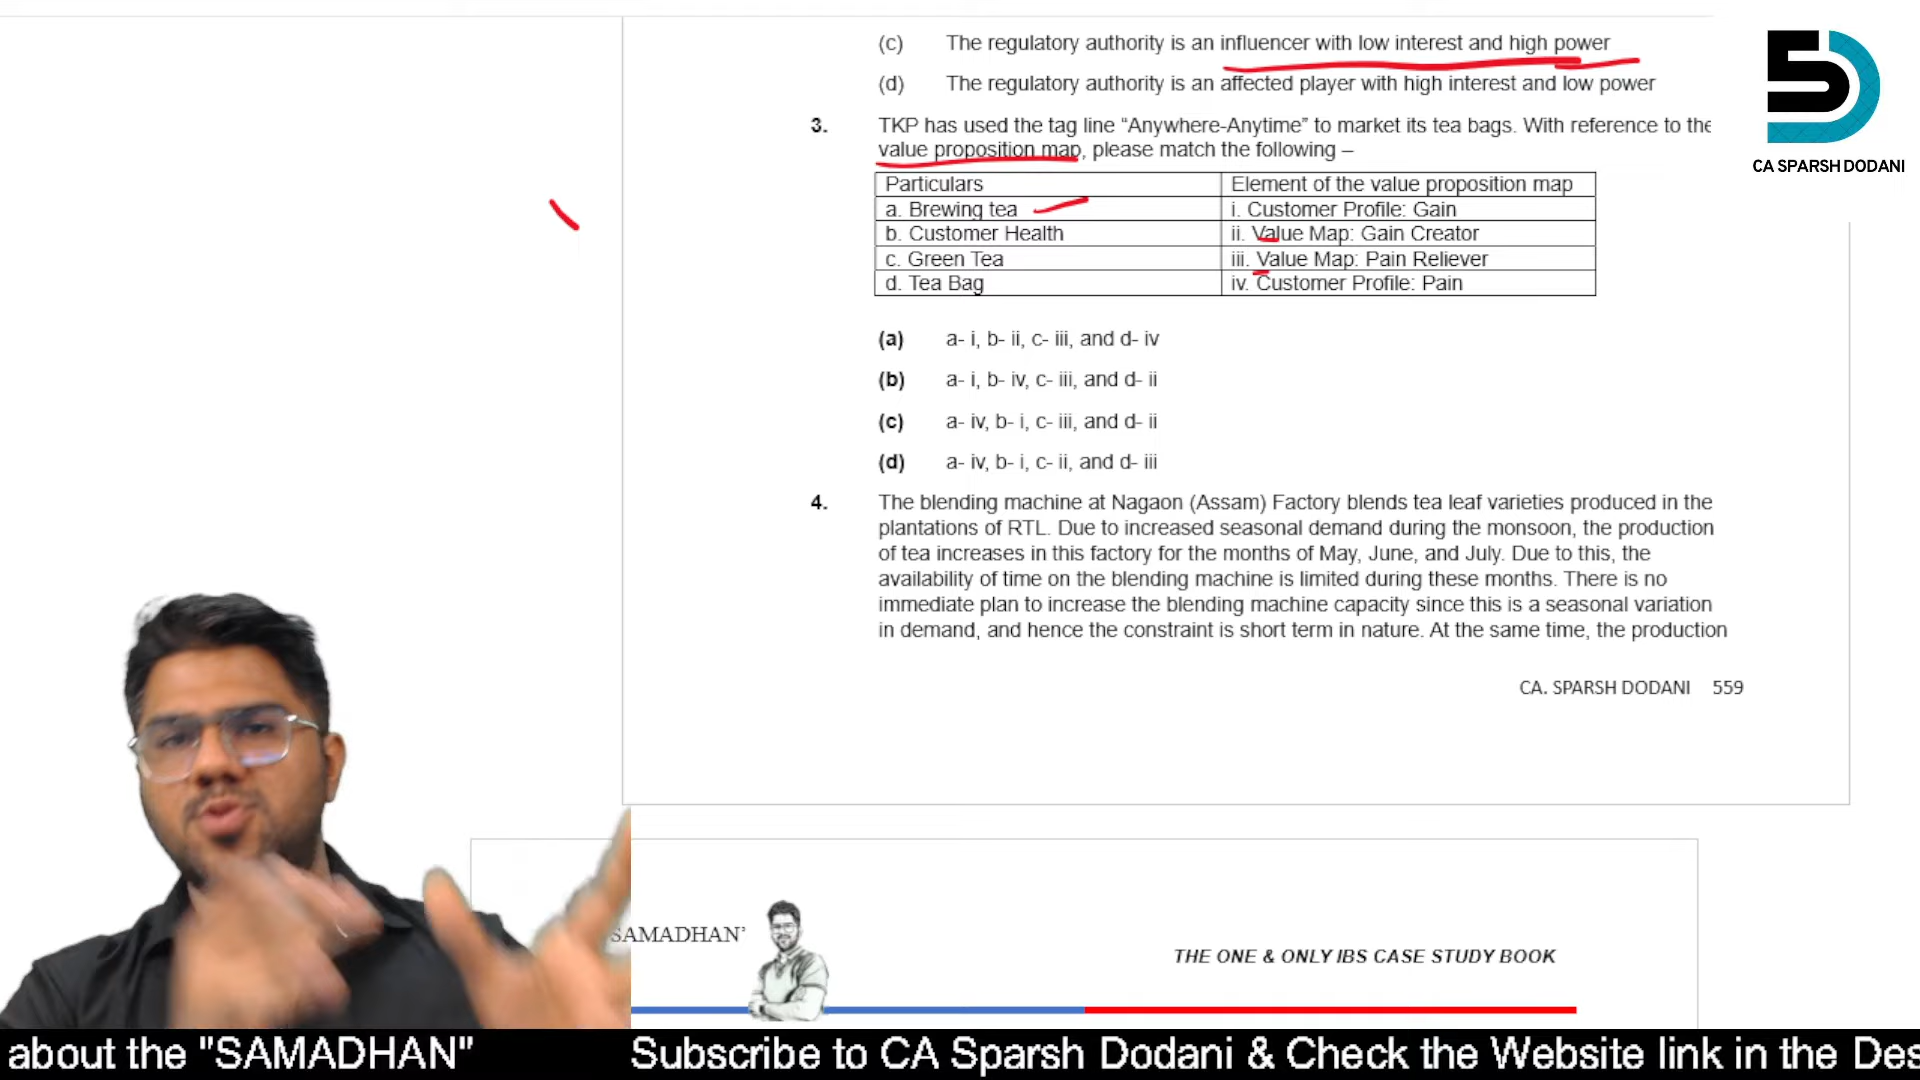 (c) The regulatory authority is an influencer with low interest and high power
(d) The regulatory authority is an affected player with high interest and low power
CA SPARSH DODANI
3. TKP has used the tag line “Anywhere-Anytime” to market its tea bags. With reference to the
value proposition map, please match the following –
Particulars Element of the value proposition map
a. Brewing tea i. Customer Profile: Gain
b. Customer Health ii. Value Map: Gain Creator
c. Green Tea iii. Value Map: Pain Reliever
d. Tea Bag iv. Customer Profile: Pain
(a) a- i, b- ii, c- iii, and d- iv
(b) a- i, b- iv, c- iii, and d- ii
(c) a- iv, b- i, c- iii, and d- ii
(d) a- iv, b- i, c- ii, and d- iii
4. The blending machine at Nagaon (Assam) Factory blends tea leaf varieties produced in the
plantations of RTL. Due to increased seasonal demand during the monsoon, the production
of tea increases in this factory for the months of May, June, and July. Due to this, the
availability of time on the blending machine is limited during these months. There is no
immediate plan to increase the blending machine capacity since this is a seasonal variation
in demand, and hence the constraint is short term in nature. At the same time, the production
CA. SPARSH DODANI 559
SAMADHAN’
THE ONE & ONLY IBS CASE STUDY BOOK
about the "SAMADHAN" Subscribe to CA Sparsh Dodani & Check the Website link in the Des